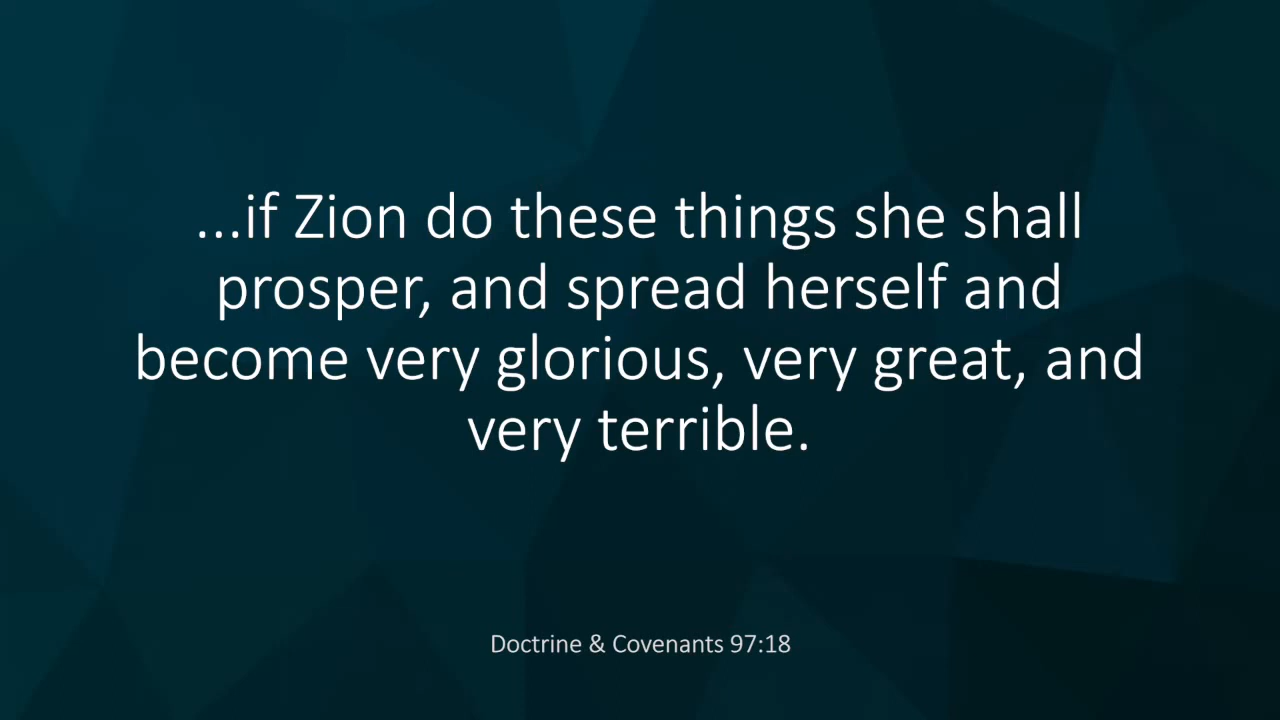 ...if Zion do these things she shall
prosper, and spread herself and
become very glorious, very great, and
very terrible.
Doctrine & Covenants 97:18